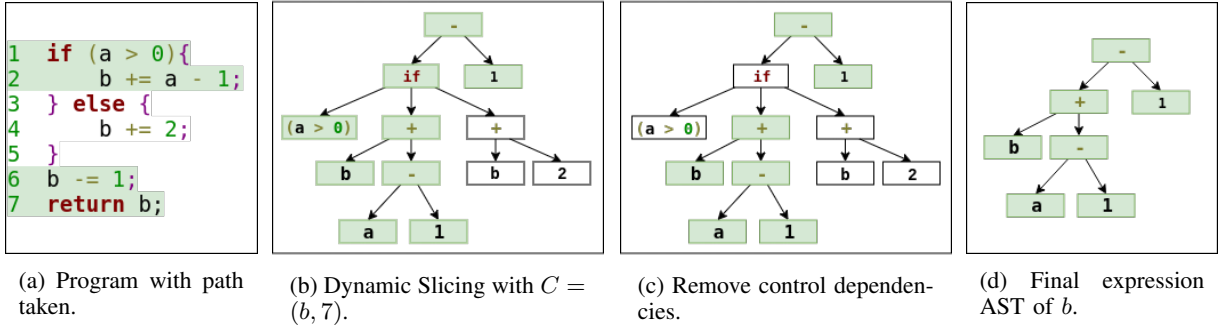 1 if (a > 0){
2 b += a - 1;
3 } else {
4 b += 2;
5 }
6 b -= 1;
7 return b;
(a) Program with path
taken.
-
if 1
(a > 0) + +
b - b 2
a 1
(b) Dynamic Slicing with C =
(b, 7).
-
if 1
(a > 0) + +
b - b 2
a 1
(c) Remove control dependen-
cies.
-
+ 1
b -
a 1
(d) Final expression
AST of b.